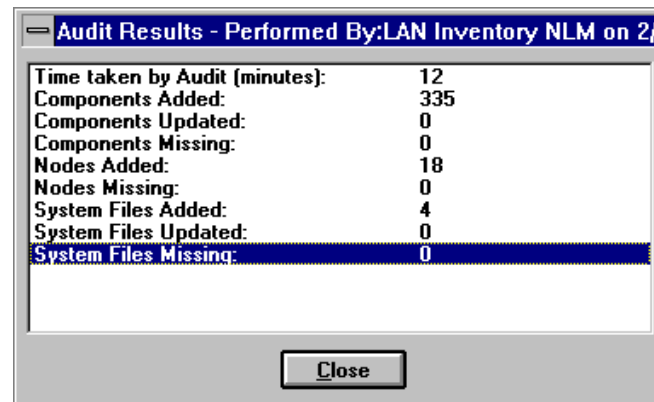 Audit Results - Performed By:LAN Inventory NLM on 2/
Time taken by Audit (minutes): 12
Components Added: 335
Components Updated: 0
Components Missing: 0
Nodes Added: 18
Nodes Missing: 0
System Files Added: 4
System Files Updated: 0
System Files Missing: 0
Close